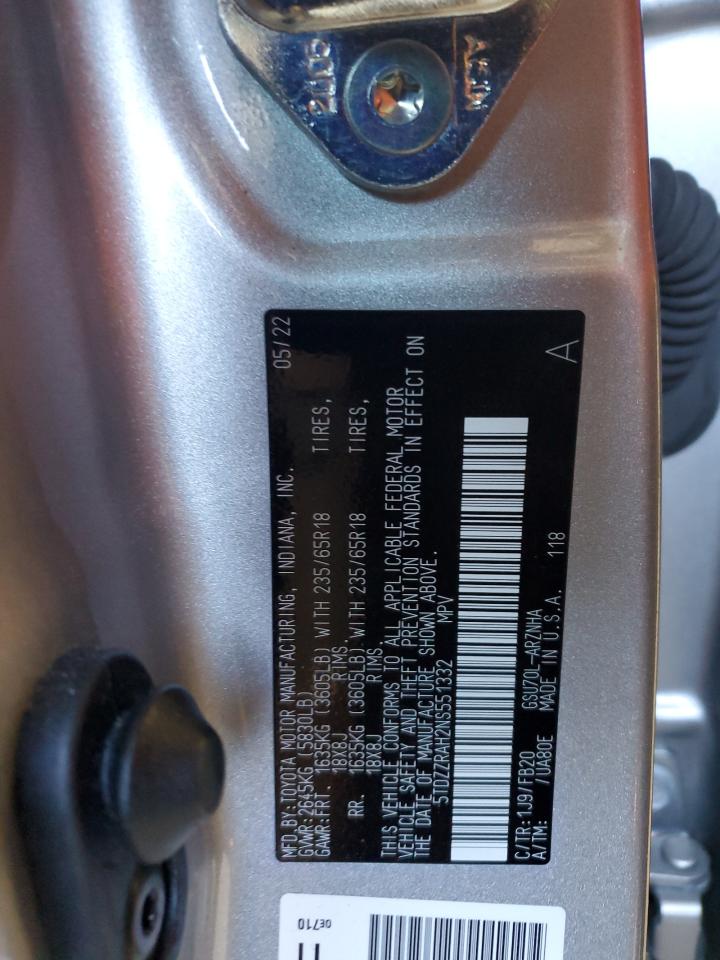 MFD.BY:TOYOTA MOTOR MANUFACTURING, INDIANA, INC. 05/22
GVWR:2645KG (5830LB)
GAWR:FRT. 1635KG (3605LB) WITH 235/65R18 TIRES,
18X8J RIMS
RR. 1635KG (3605LB) WITH 235/65R18 TIRES,
18X8J RIMS
THIS VEHICLE CONFORMS TO ALL APPLICABLE FEDERAL MOTOR
VEHICLE SAFETY AND THEFT PREVENTION STANDARDS IN EFFECT ON
THE DATE OF MANUFACTURE SHOWN ABOVE.
5TDZZRAH2NS551332 MPV
C/TR:1J9/FB20 GSU70L-ARZNHA
A/TM: /UA80E MADE IN U.S.A. 118 A
0E710